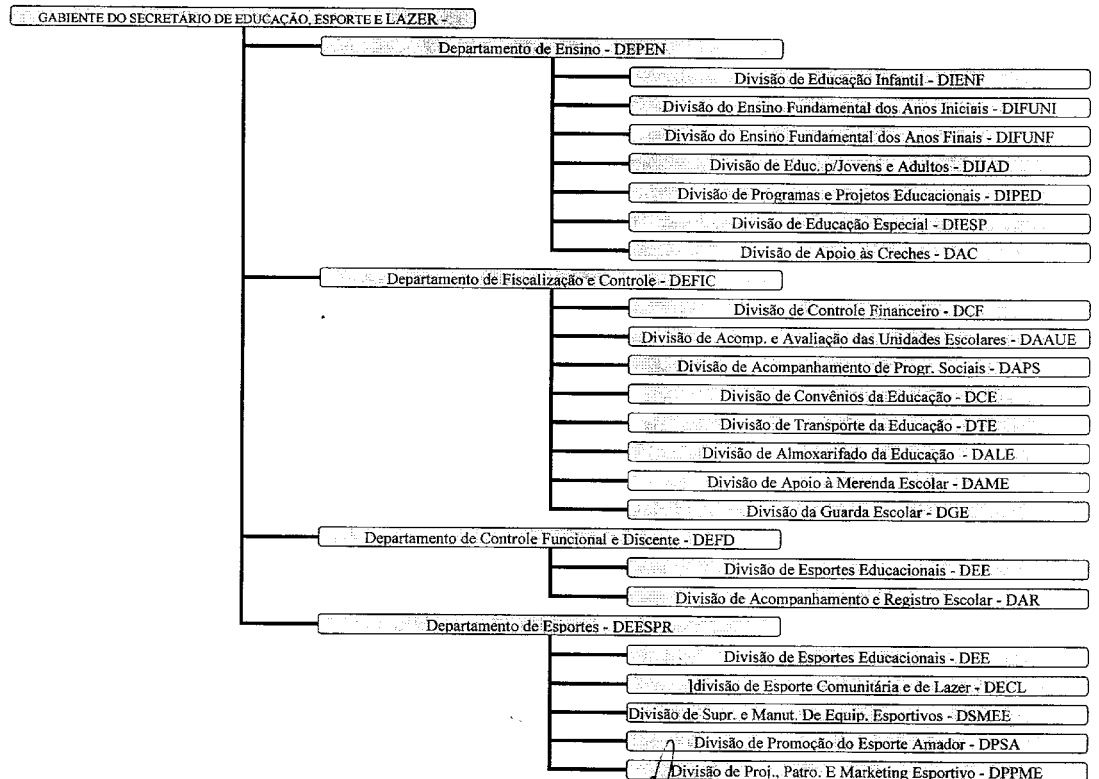 GABIENTE DO SECRETÁRIO DE EDUCAÇÃO, ESPORTE E LAZER -
Departamento de Ensino - DEPEN
Divisão de Educação Infantil - DIENF
Divisão do Ensino Fundamental dos Anos Iniciais - DIFUNI
Divisão do Ensino Fundamental dos Anos Finais - DIFUNF
Divisão de Educ. p/Jovens e Adultos - DIJAD
Divisão de Programas e Projetos Educacionais - DIPED
Divisão de Educação Especial - DIESP
Divisão de Apoio às Creches - DAC
Departamento de Fiscalização e Controle - DEFIC
Divisão de Controle Financeiro - DCF
Divisão de Acomp. e Avaliação das Unidades Escolares - DAAUE
Divisão de Acompanhamento de Progr. Sociais - DAPS
Divisão de Convênios da Educação - DCE
Divisão de Transporte da Educação - DTE
Divisão de Almoxarifado da Educação - DALE
Divisão de Apoio à Merenda Escolar - DAME
Divisão da Guarda Escolar - DGE
Departamento de Controle Funcional e Discente - DEFD
Divisão de Esportes Educacionais - DEE
Divisão de Acompanhamento e Registro Escolar - DAR
Departamento de Esportes - DEESPR
Divisão de Esportes Educacionais - DEE
]divisão de Esporte Comunitária e de Lazer - DECL
Divisão de Supr. e Manut. De Equip. Esportivos - DSMEE
Divisão de Promoção do Esporte Amador - DPSA
Divisão de Proj., Patro. E Marketing Esportivo - DPPME